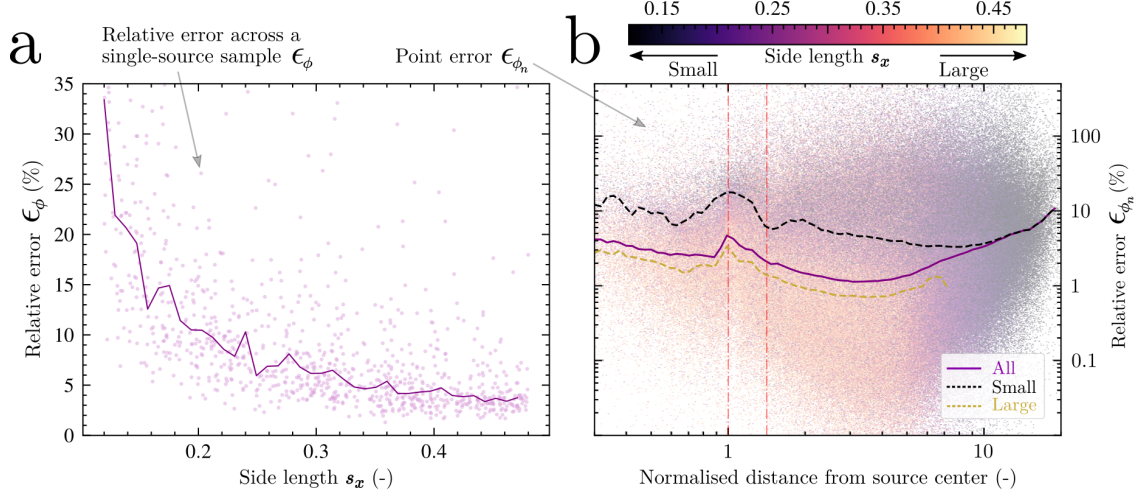 a
Relative error across a
single-source sample ϵϕ
Point error ϵϕn
b
0.15 0.25 0.35 0.45
Side length sx
Small
Large
35
30
25
20
15
10
5
0
Relative error ϵϕ (%)
0.2 0.3 0.4
Side length sx (-)
100
10
1
0.1
Relative error ϵϕn (%)
All
Small
Large
1 10
Normalised distance from source center (-)